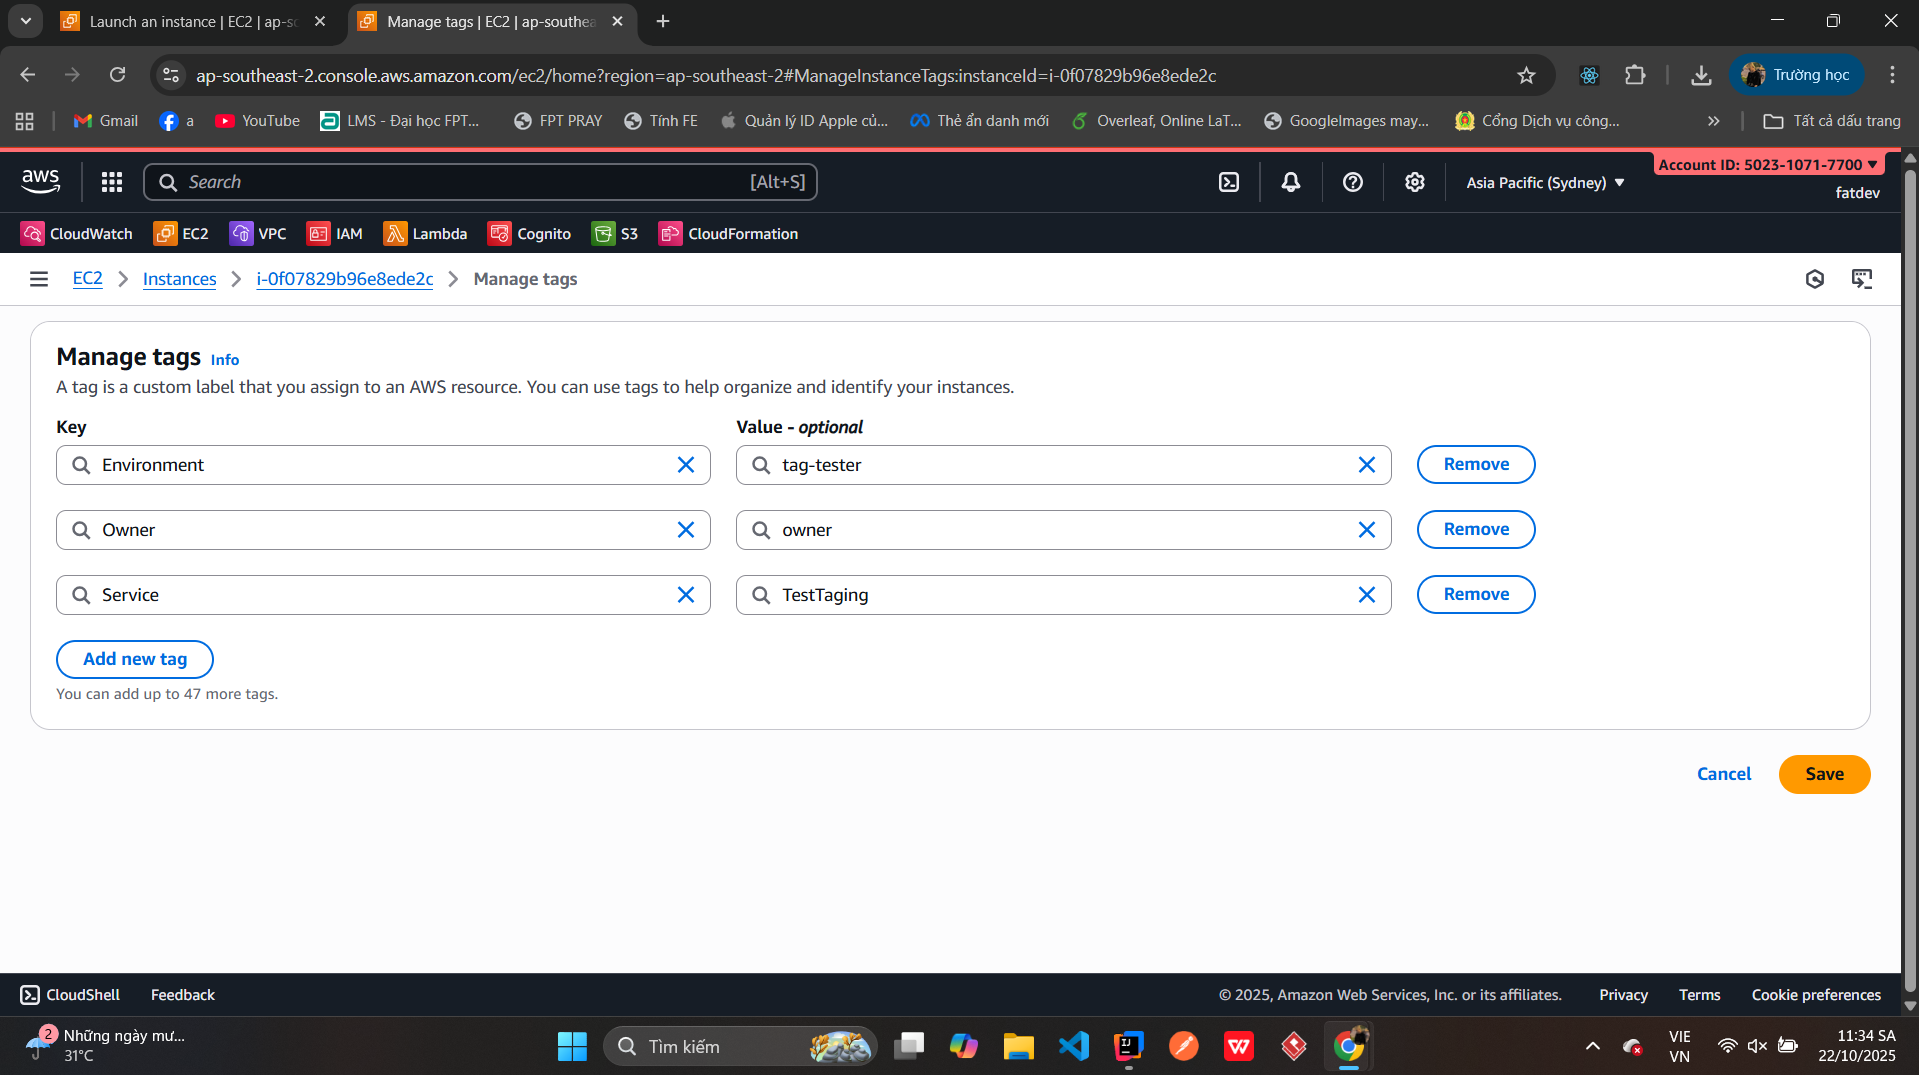 Launch an instance | EC2 | ap-sc
Manage tags | EC2 | ap-southea
ap-southeast-2.console.aws.amazon.com/ec2/home?region=ap-southeast-2#ManageInstanceTags:instanceId=i-0f07829b96e8ede2c
Trường học
Gmail
a
YouTube
LMS - Đại học FPT...
FPT PRAY
Tính FE
Quản lý ID Apple củ...
Thẻ ẩn danh mới
Overleaf, Online LaT...
GoogleImages may...
Cổng Dịch vụ công...
Tất cả dấu trang
aws
Search
[Alt+S]
Asia Pacific (Sydney)
Account ID: 5023-1071-7700
fatdev
CloudWatch
EC2
VPC
IAM
Lambda
Cognito
S3
CloudFormation
EC2
Instances
i-0f07829b96e8ede2c
Manage tags
Manage tags Info
A tag is a custom label that you assign to an AWS resource. You can use tags to help organize and identify your instances.
Key
Value - optional
Environment
tag-tester
Remove
Owner
owner
Remove
Service
TestTaging
Remove
Add new tag
You can add up to 47 more tags.
Cancel
Save
CloudShell
Feedback
© 2025, Amazon Web Services, Inc. or its affiliates.
Privacy
Terms
Cookie preferences
2
Những ngày mư...
31°C
Tìm kiếm
VIE
VN
11:34 SA
22/10/2025